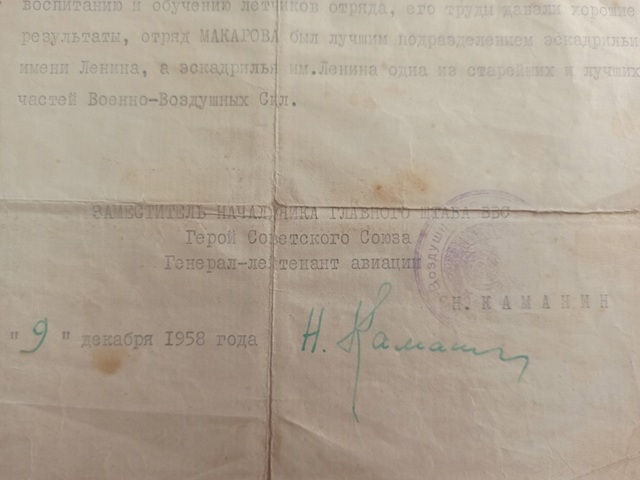 воспитанию и обучению летчиков отряда, его труды давали хорошие
результаты, отряд МАКАРОВА был лучшим подразделением эскадрильи
имени Ленина, а эскадрилья им.Ленина одна из старейших и лучших
частей Военно-Воздушных Сил.
ЗАМЕСТИТЕЛЬ НАЧАЛЬНИКА ГЛАВНОГО ШТАБА ВВС
Герой Советского Союза
Генерал-лейтенант авиации
Н. КАМАНИН
"9" декабря 1958 года Н. Каманин